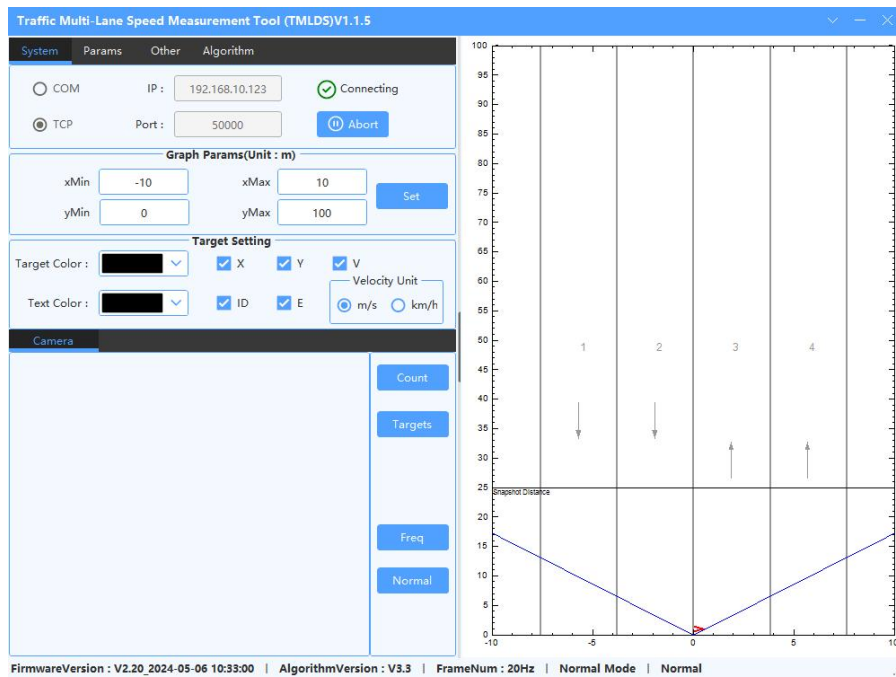 Traffic Multi-Lane Speed Measurement Tool (TMLDS)V1.1.5
System Params Other Algorithm
COM IP : 192.168.10.123 Connecting
TCP Port : 50000 Abort
Graph Params(Unit : m)
xMin -10 xMax 10
Set
yMin 0 yMax 100
Target Setting
Target Color : X Y V
Velocity Unit
Text Color : ID E m/s km/h
Camera
Count
Targets
Freq
Normal
100
95
90
85
80
75
70
65
60
55
50
1 2 3 4
45
40
35
30
25
Snapshot Distance
20
15
10
5
0
-10 -5 0 5 10
FirmwareVersion : V2.20_2024-05-06 10:33:00 | AlgorithmVersion : V3.3 | FrameNum : 20Hz | Normal Mode | Normal